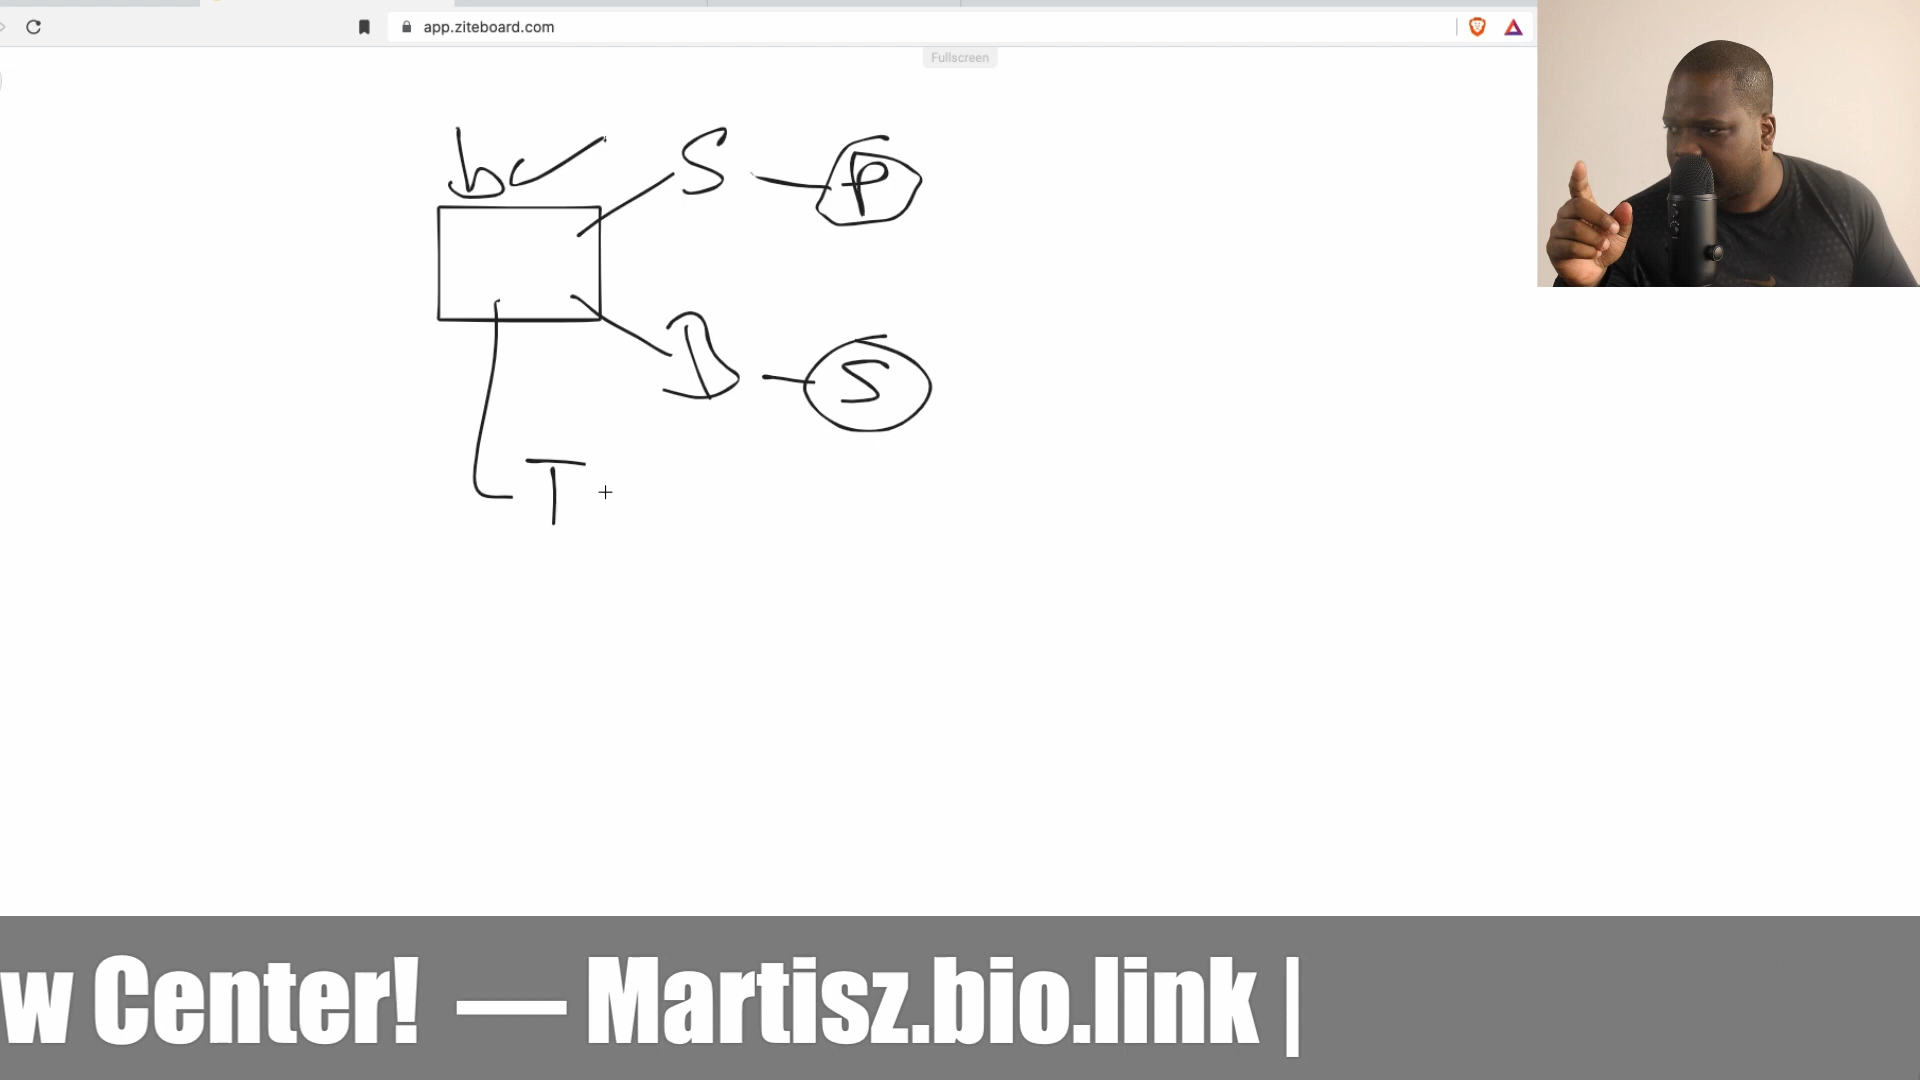 app.ziteboard.com
Fullscreen
bc
S
P
D
S
T
w Center! — Martisz.bio.link |